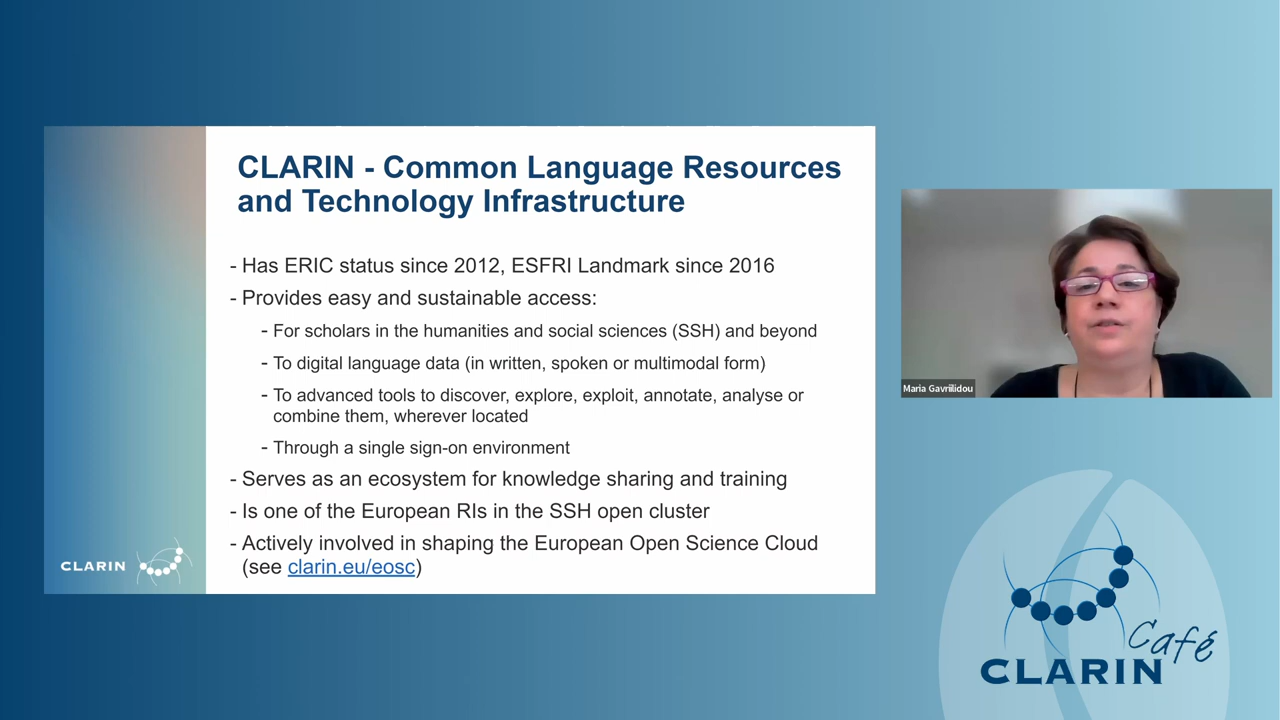 CLARIN - Common Language Resources
and Technology Infrastructure
- Has ERIC status since 2012, ESFRI Landmark since 2016
- Provides easy and sustainable access:
- For scholars in the humanities and social sciences (SSH) and beyond
- To digital language data (in written, spoken or multimodal form)
- To advanced tools to discover, explore, exploit, annotate, analyse or
combine them, wherever located
- Through a single sign-on environment
- Serves as an ecosystem for knowledge sharing and training
- Is one of the European RIs in the SSH open cluster
- Actively involved in shaping the European Open Science Cloud
(see clarin.eu/eosc)
CLARIN
Maria Gavriilidou
Café
CLARIN